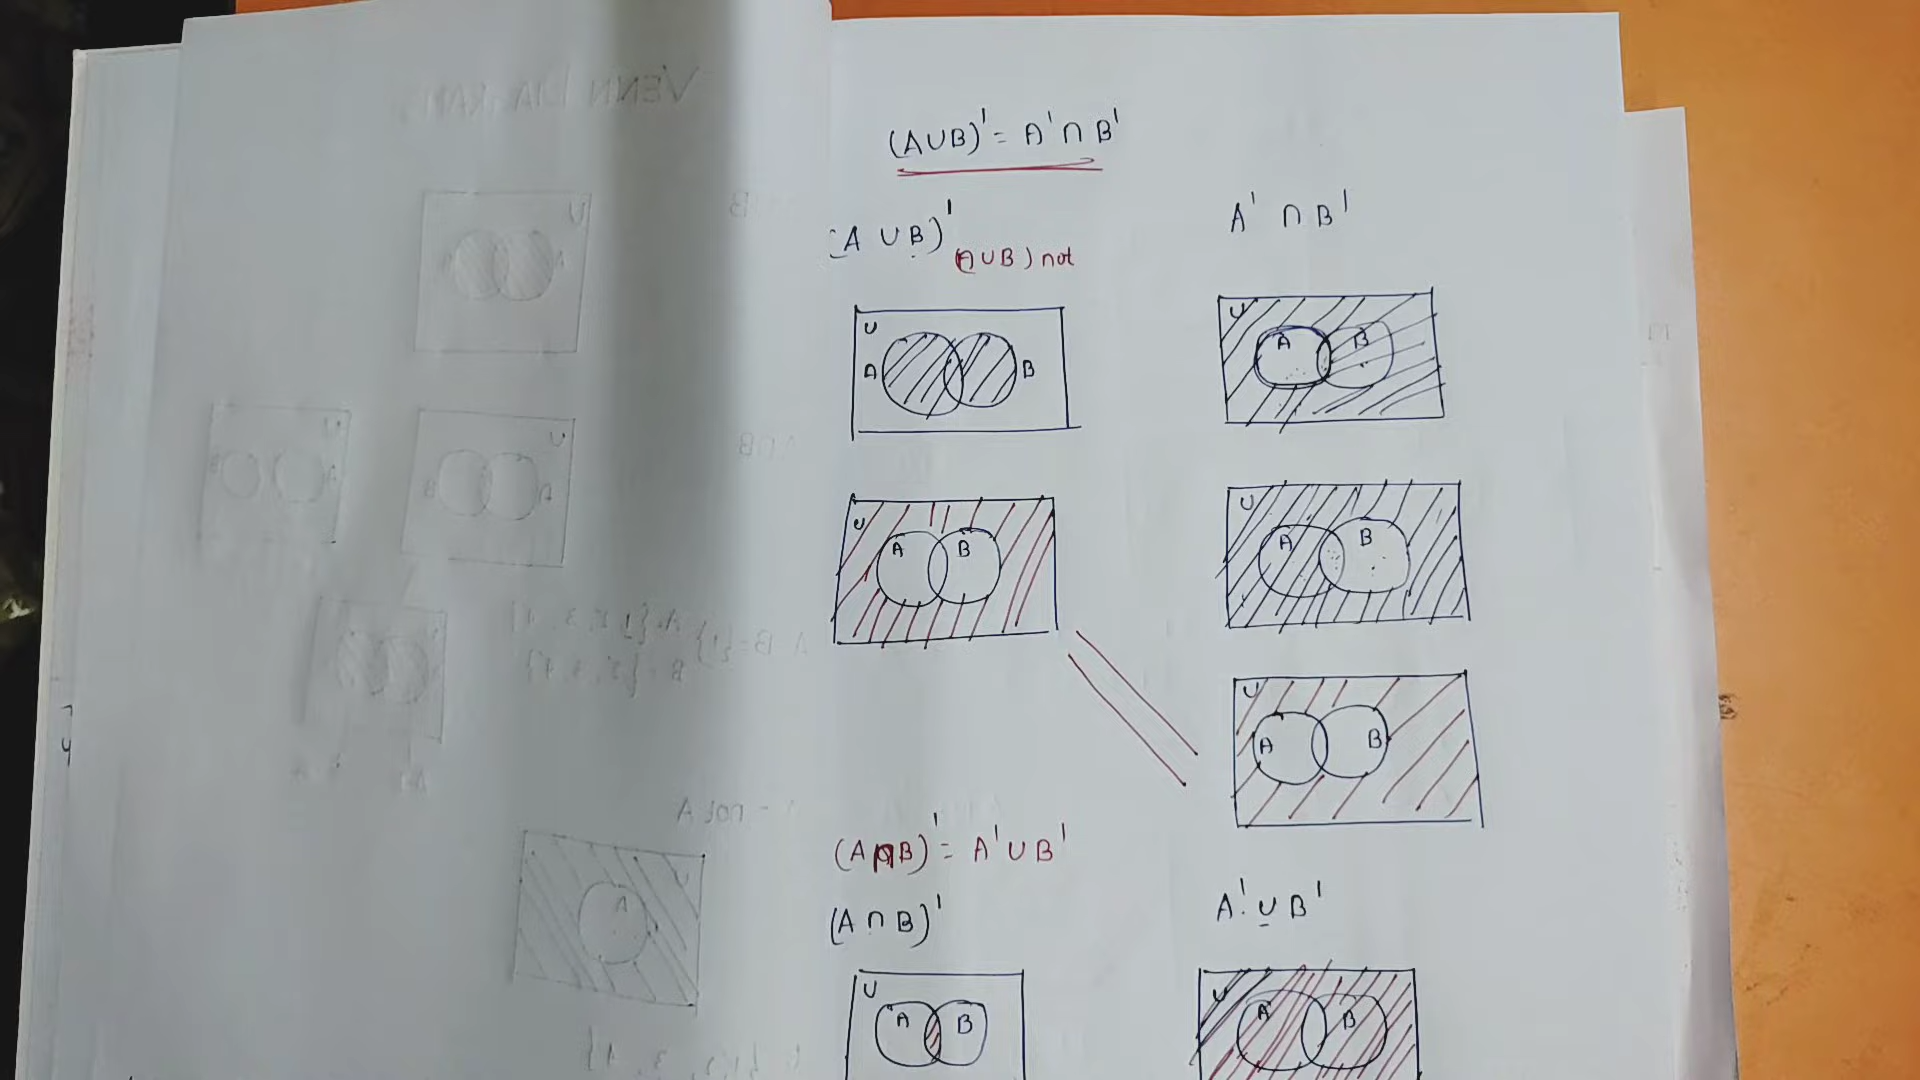 (A∪B)' = A'∩B'
(A ∪ B)'
(A∪B) not
A' ∩ B'
U
A
B
U
A
B
U
A
B
U
A
B
U
A
B
(A∩B)' = A'∪B'
(A ∩ B)'
A' ∪ B'
U
A
B
U
A
B